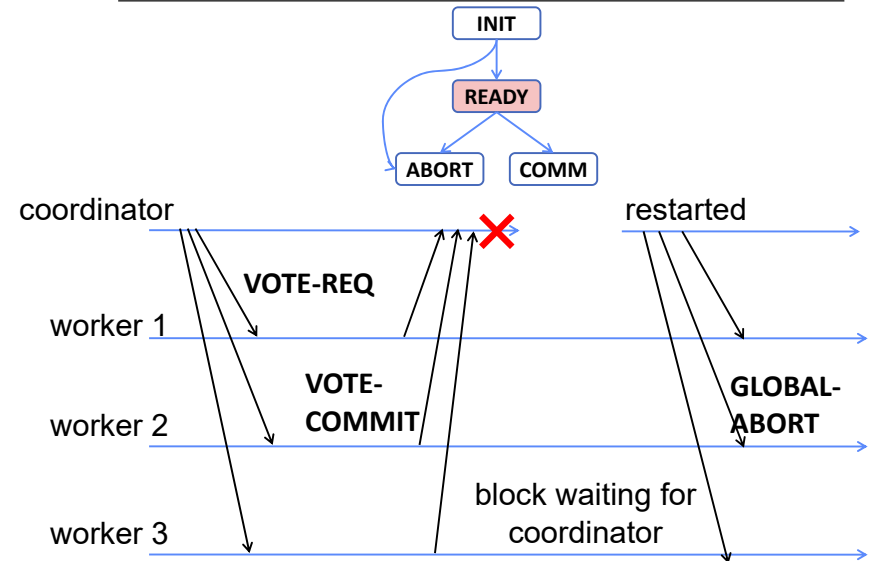 INIT
READY
ABORT
COMM
coordinator
restarted
VOTE-REQ
worker 1
VOTE-
COMMIT
GLOBAL-
ABORT
worker 2
block waiting for
coordinator
worker 3